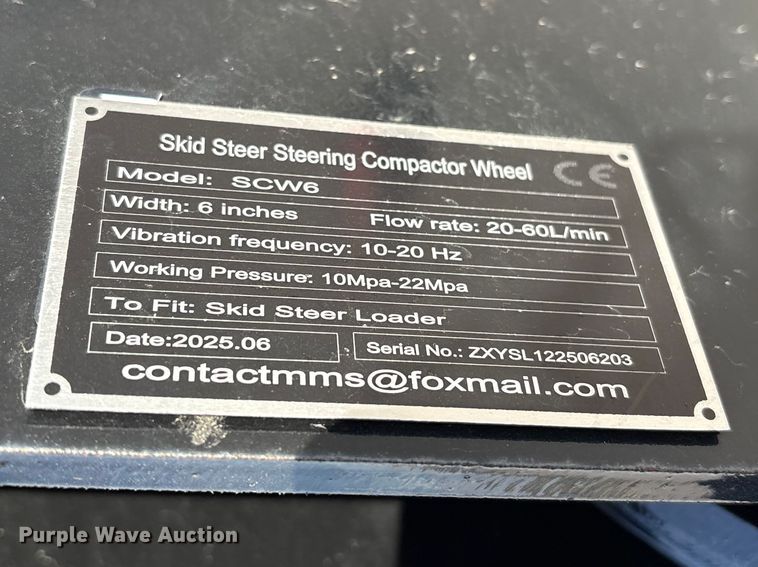 Skid Steer Steering Compactor Wheel CE
Model: SCW6
Width: 6 inches Flow rate: 20-60L/min
Vibration frequency: 10-20 Hz
Working Pressure: 10Mpa-22Mpa
To Fit: Skid Steer Loader
Date:2025.06 Serial No.: ZXYSL122506203
contactmms@foxmail.com
Purple Wave Auction